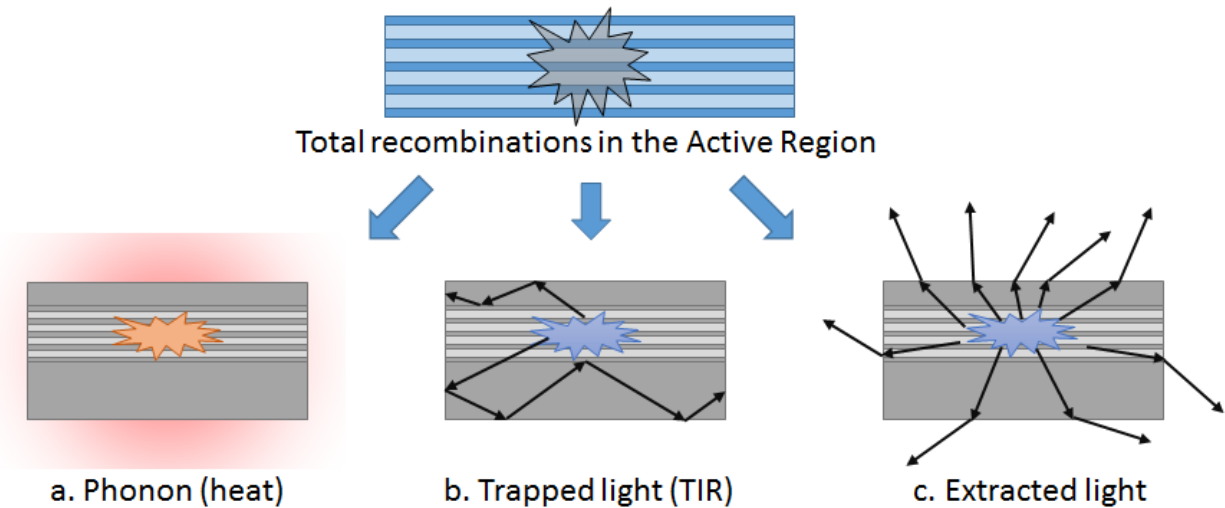 Total recombinations in the Active Region
a. Phonon (heat)
b. Trapped light (TIR)
c. Extracted light